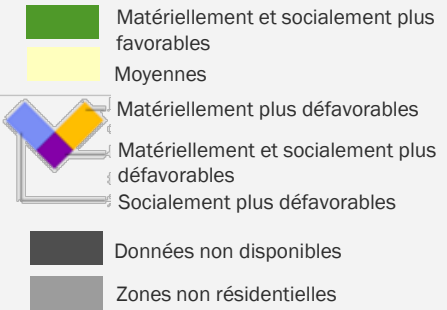 Matériellement et socialement plus
favorables
Moyennes
Matériellement plus défavorables
Matériellement et socialement plus
défavorables
Socialement plus défavorables
Données non disponibles
Zones non résidentielles